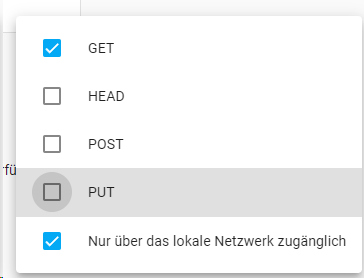 GET
HEAD
POST
PUT
Nur über das lokale Netzwerk zugänglich